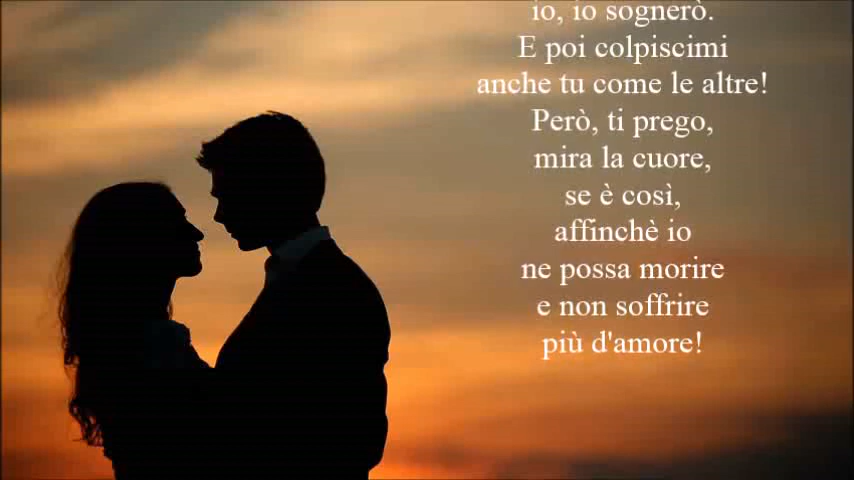 io, io sognerò.
E poi colpiscimi
anche tu come le altre!
Però, ti prego,
mira la cuore,
se è così,
affinchè io
ne possa morire
e non soffrire
più d'amore!